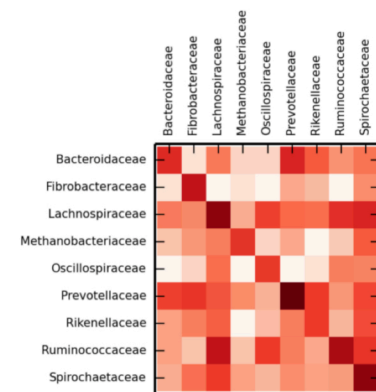 Bacteroidaceae
Fibrobacteraceae
Lachnospiraceae
Methanobacteriaceae
Oscillospiraceae
Prevotellaceae
Rikenellaceae
Ruminococcaceae
Spirochaetaceae
Bacteroidaceae
Fibrobacteraceae
Lachnospiraceae
Methanobacteriaceae
Oscillospiraceae
Prevotellaceae
Rikenellaceae
Ruminococcaceae
Spirochaetaceae